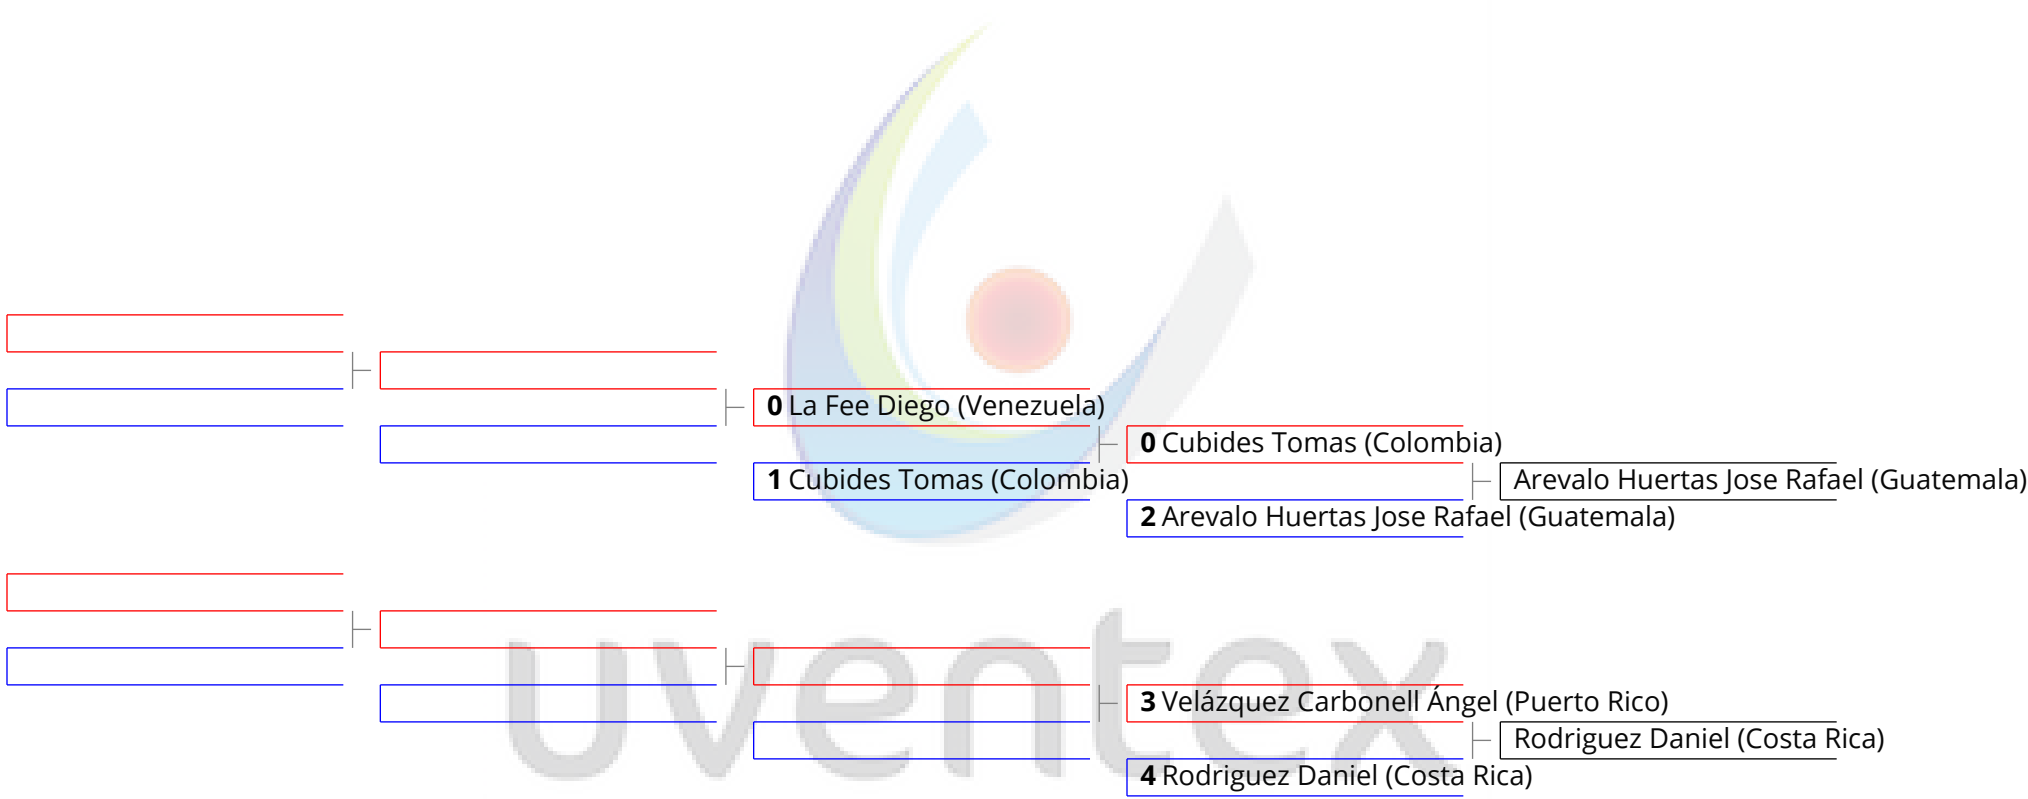 0 La Fee Diego (Venezuela)
0 Cubides Tomas (Colombia)
1 Cubides Tomas (Colombia)
Arevalo Huertas Jose Rafael (Guatemala)
2 Arevalo Huertas Jose Rafael (Guatemala)
uventex
3 Velázquez Carbonell Ángel (Puerto Rico)
Rodriguez Daniel (Costa Rica)
4 Rodriguez Daniel (Costa Rica)